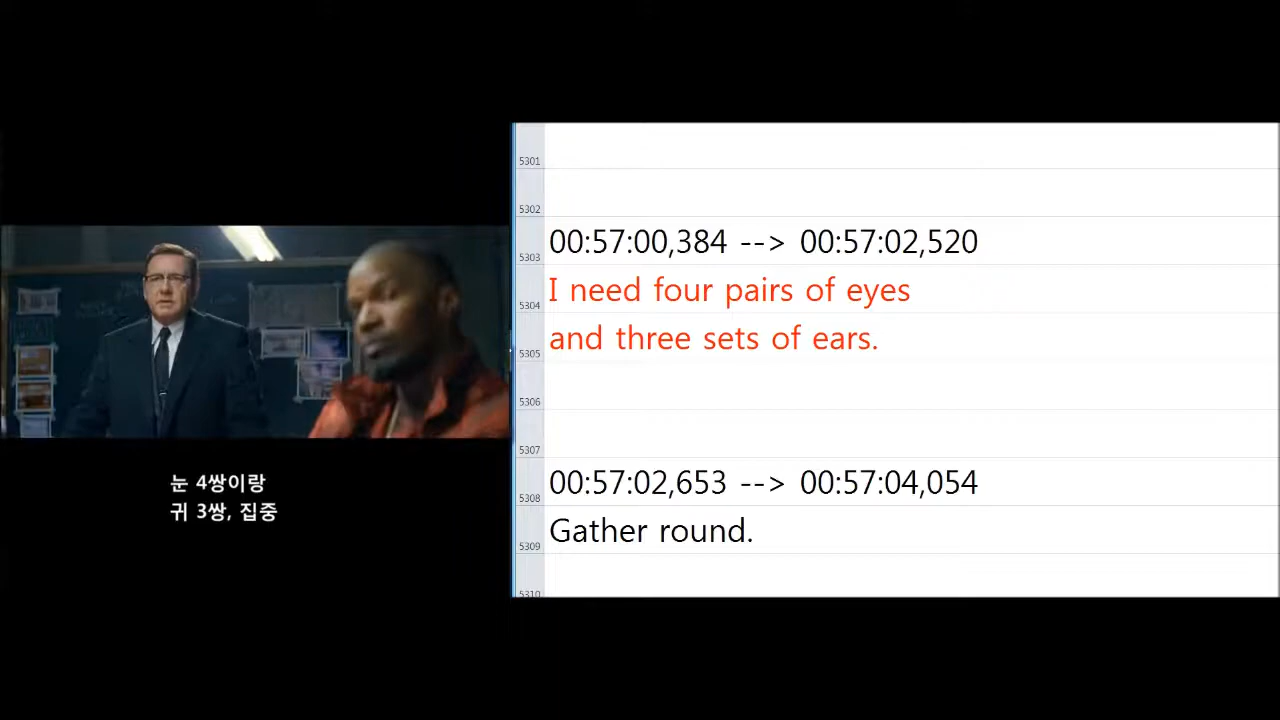 눈 4쌍이랑
귀 3쌍, 집중
5301
5302
5303
00:57:00,384 --> 00:57:02,520
5304
I need four pairs of eyes
5305
and three sets of ears.
5306
5307
5308
00:57:02,653 --> 00:57:04,054
5309
Gather round.
5310